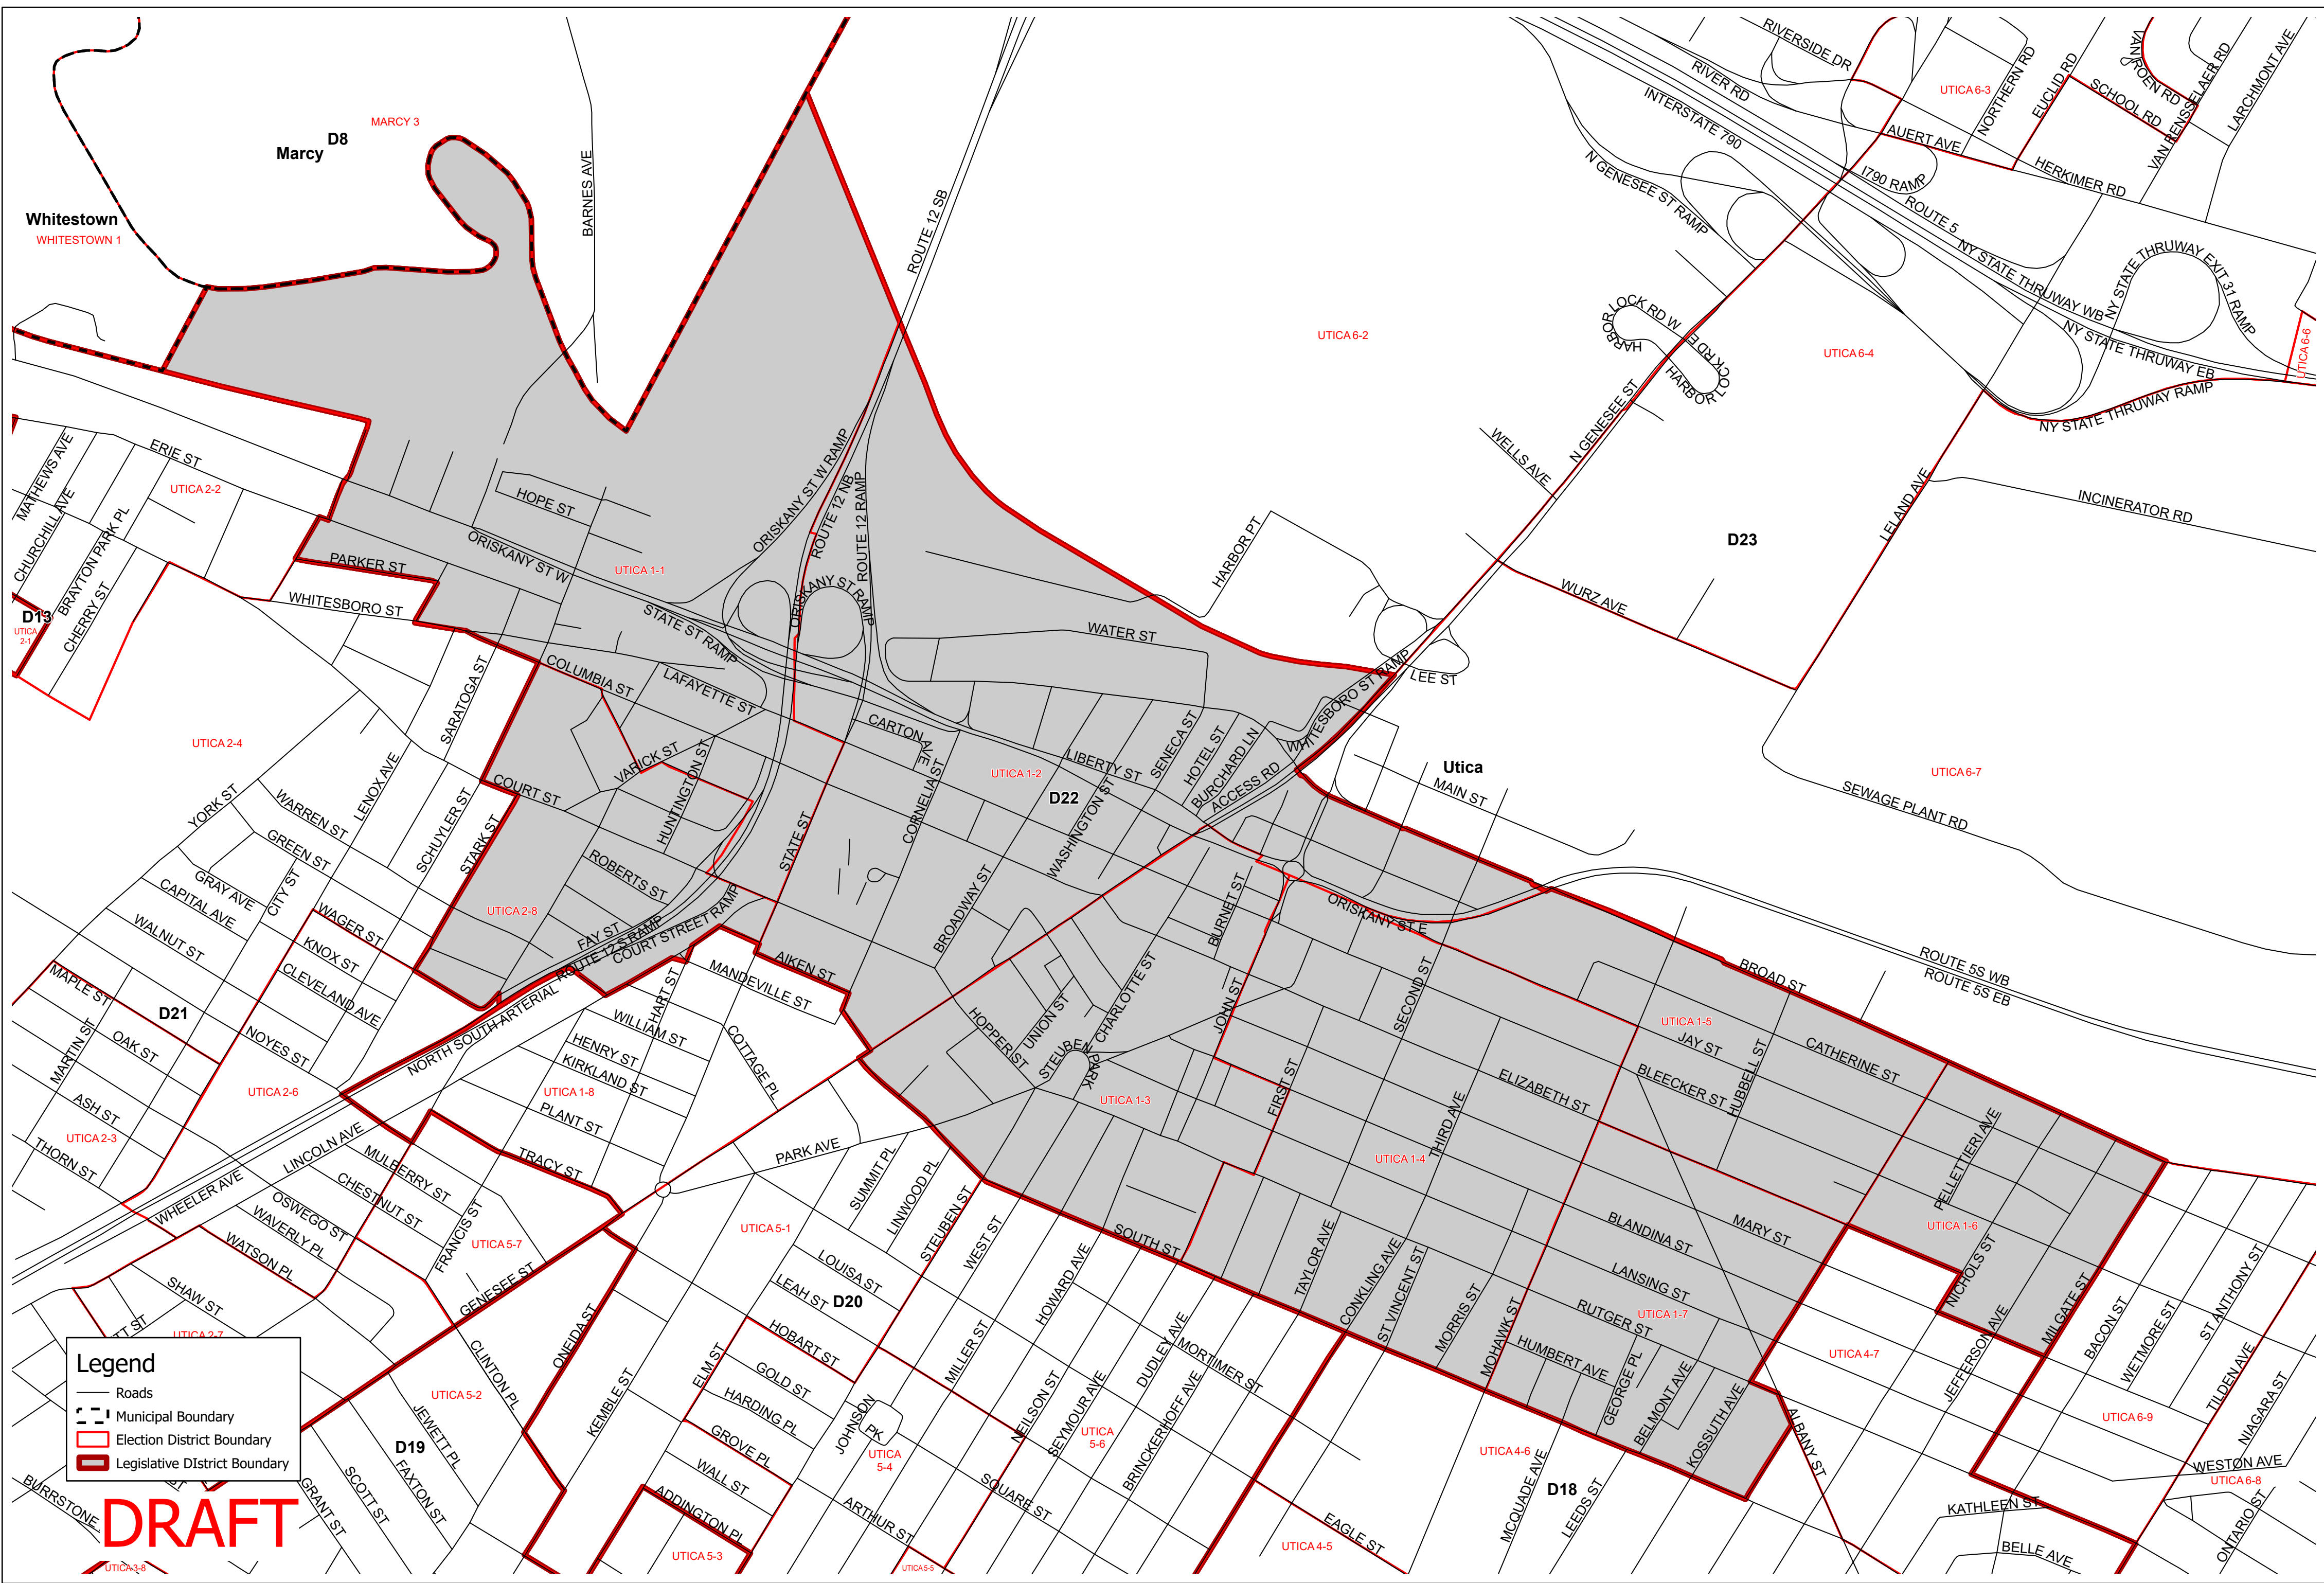 RIVERSIDE DR
RIVER RD
INTERSTATE 790
UTICA 6-3
NORTHERN RD
EUCLID RD
VAN ROEN RD
SCHOOL RD
VAN RENSSELAER RD
LARCHMONT AVE
AUERT AVE
HERKIMER RD
I790 RAMP
ROUTE 5
N GENESEE ST RAMP
NY STATE THRUWAY WB
NY STATE THRUWAY EXIT 31 RAMP
NY STATE THRUWAY EB
NY STATE THRUWAY RAMP
UTICA 6-6
MARCY 3
D8
Marcy
Whitestown
WHITESTOWN 1
BARNES AVE
ROUTE 12 SB
UTICA 6-2
HARBOR LOCK RD W
HARBOR LOCK RD E
UTICA 6-4
N GENESEE ST
WELLS AVE
LELAND AVE
INCINERATOR RD
D23
WURZ AVE
HARBOR PT
MATHEWS AVE
CHURCHILL AVE
ERIE ST
UTICA 2-2
BRAYTON PARK PL
CHERRY ST
D13
UTICA
2-1
HOPE ST
ORISKANY ST W
ORISKANY ST W RAMP
ROUTE 12 NB
ROUTE 12 RAMP
ORISKANY ST RAMP
PARKER ST
UTICA 1-1
WHITESBORO ST
STATE ST RAMP
WATER ST
WHITESBORO ST RAMP
LEE ST
COLUMBIA ST
LAFAYETTE ST
SARATOGA ST
UTICA 2-4
CARTON AVE
LIBERTY ST
SENECA ST
HOTEL ST
BURCHARD LN
ACCESS RD
UTICA 1-2
D22
Utica
MAIN ST
UTICA 6-7
SEWAGE PLANT RD
VARICK ST
HUNTINGTON ST
COURT ST
YORK ST
WARREN ST
LENOX AVE
GREEN ST
SCHUYLER ST
STARK ST
STATE ST
CORNELIA ST
WASHINGTON ST
BROADWAY ST
ROBERTS ST
GRAY AVE
CAPITAL AVE
CITY ST
WALNUT ST
WAGER ST
KNOX ST
CLEVELAND AVE
UTICA 2-8
FAY ST
ROUTE 12 S RAMP
COURT STREET RAMP
AIKEN ST
MANDEVILLE ST
BURNET ST
ORISKANY ST E
SECOND ST
BROAD ST
ROUTE 5S WB
ROUTE 5S EB
MAPLE ST
D21
MARTIN ST
OAK ST
NOYES ST
NORTH SOUTH ARTERIAL
HART ST
WILLIAM ST
HENRY ST
KIRKLAND ST
COTTAGE PL
HOPPER ST
UNION ST
CHARLOTTE ST
STEUBEN PARK
JOHN ST
UTICA 1-5
JAY ST
CATHERINE ST
BLEECKER ST
HUBBELL ST
ELIZABETH ST
FIRST ST
UTICA 2-6
UTICA 1-8
PLANT ST
UTICA 1-3
THIRD AVE
UTICA 1-4
ASH ST
UTICA 2-3
THORN ST
WHEELER AVE
LINCOLN AVE
MULBERRY ST
CHESTNUT ST
OSWEGO ST
WAVERLY PL
WATSON PL
FRANCIS ST
TRACY ST
PARK AVE
SUMMIT PL
LINWOOD PL
STEUBEN ST
WEST ST
SOUTH ST
PELLETTIERI AVE
UTICA 1-6
MARY ST
BLANDINA ST
LANSING ST
RUTGER ST
UTICA 1-7
HUMBERT AVE
GEORGE PL
BELMONT AVE
KOSSUTH AVE
NICHOLS ST
JEFFERSON AVE
MILGATE ST
BACON ST
WETMORE ST
ST ANTHONY ST
TILDEN AVE
NIAGARA ST
UTICA 5-7
GENESEE ST
UTICA 5-1
LOUISA ST
LEAH ST
D20
HOBART ST
SHAW ST
UTICA 2-7
TAYLOR AVE
CONKLING AVE
ST VINCENT ST
MORRIS ST
MOHAWK ST
HOWARD AVE
MILLER ST
MORTIMER ST
DUDLEY AVE
BRINCKERHOFF AVE
SEYMOUR AVE
NEILSON ST
UTICA
5-6
UTICA 4-7
UTICA 6-9
ALBANY ST
WESTON AVE
UTICA 6-8
ONTARIO ST
KATHLEEN ST
BELLE AVE
CLINTON PL
ONEIDA ST
KEMBLE ST
ELM ST
GOLD ST
HARDING PL
GROVE PL
WALL ST
ADDINGTON PL
UTICA 5-3
JOHNSON PK
UTICA
5-4
ARTHUR ST
SQUARE ST
UTICA 5-5
UTICA 4-6
MCQUADE AVE
LEEDS ST
D18
EAGLE ST
UTICA 4-5
UTICA 5-2
JEWETT PL
D19
FAXTON ST
SCOTT ST
GRANT ST
BURRSTONE
UTICA 3-8
Legend
Roads
Municipal Boundary
Election District Boundary
Legislative DIstrict Boundary
DRAFT